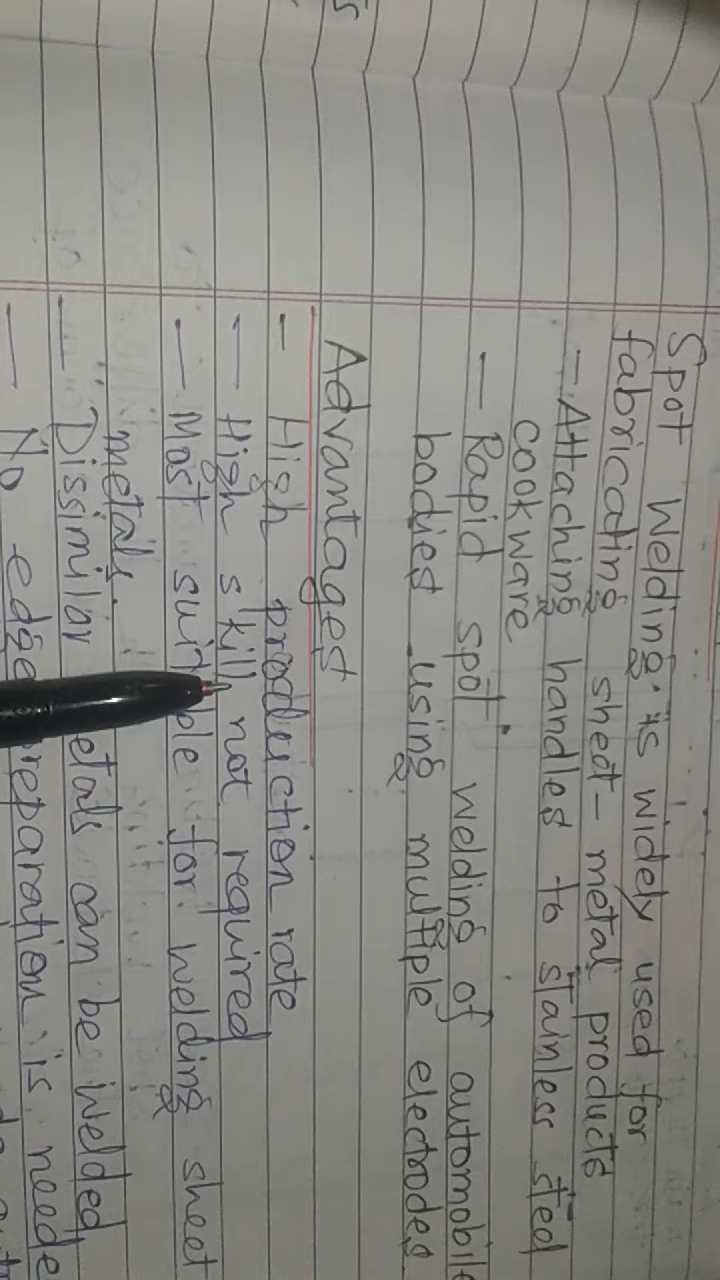 Spot Welding is widely used for
fabricating sheet-metal products
- Attaching handles to stainless steel
cookware
- Rapid spot welding of automobile
bodies using multiple electrodes
Advantages
- High production rate
- High skill not required
- Most suitable for welding sheet
metals.
- Dissimilar metals can be welded
- No edge preparation is neede